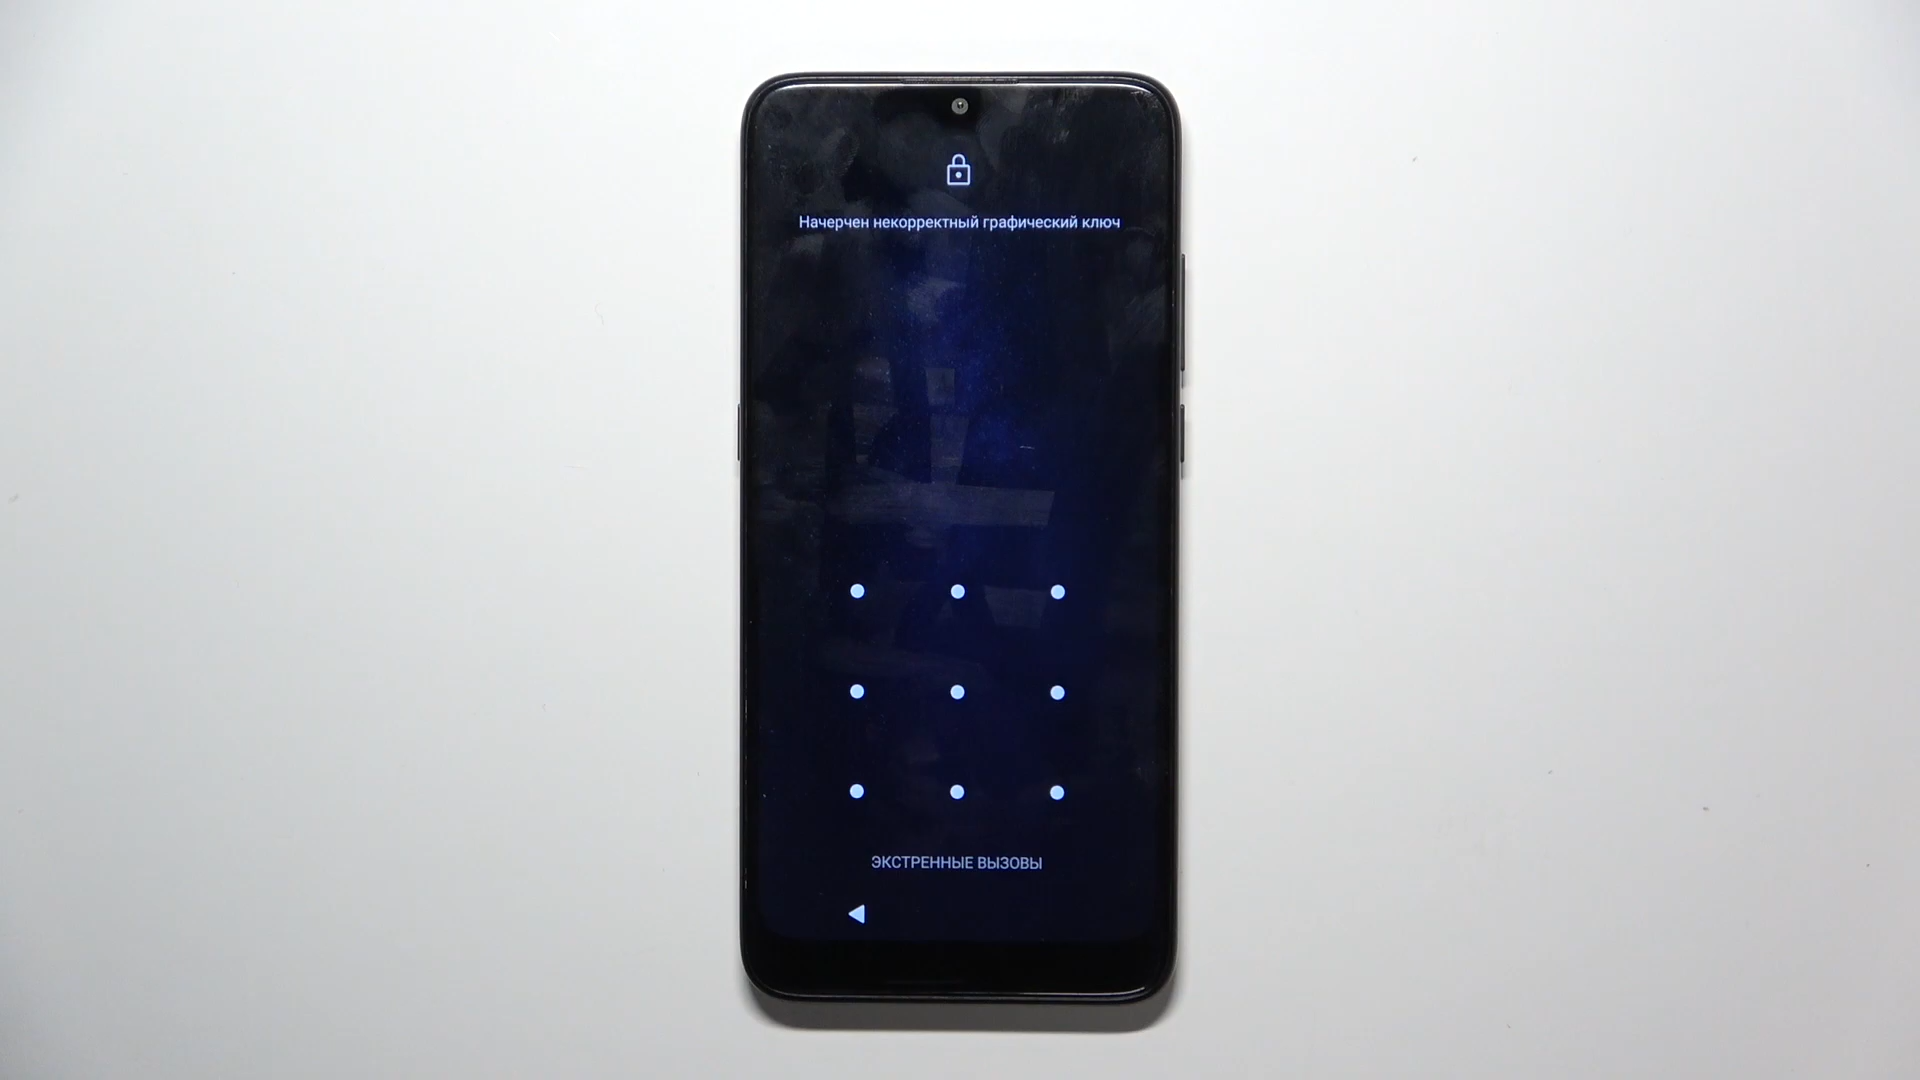 Начерчен некорректный графический ключ
ЭКСТРЕННЫЕ ВЫЗОВЫ